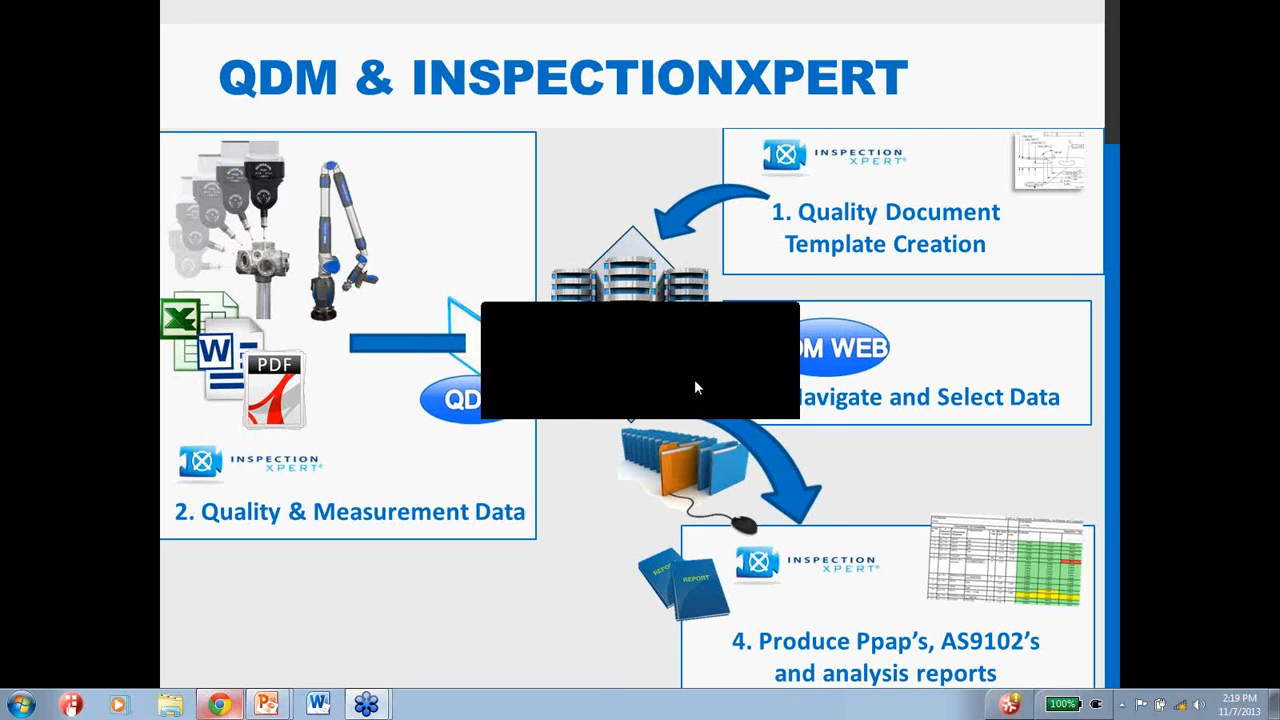 QDM & INSPECTIONXPERT
INSPECTION
XPERT®
1. Quality Document
Template Creation
PDF
QD
M WEB
avigate and Select Data
INSPECTION
XPERT®
2. Quality & Measurement Data
REPORT
INSPECTION
XPERT®
4. Produce Ppap's, AS9102's
and analysis reports
100%
2:19 PM
11/7/2013